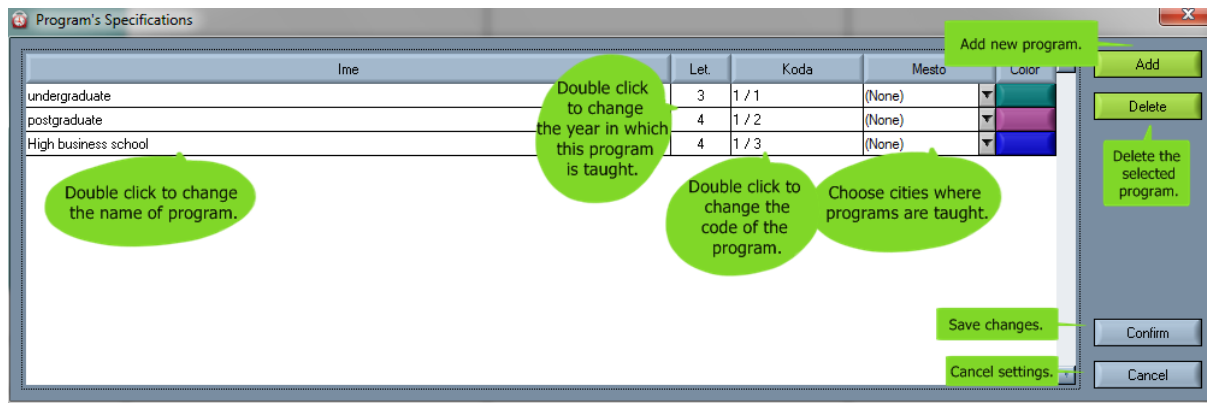 Program's Specifications
Add new program.
Ime
Let.
Koda
Mesto
Color
Add
undergraduate
3
1 / 1
(None)
postgraduate
4
1 / 2
(None)
High business school
4
1 / 3
(None)
Delete
Double click
to change
the year in which
this program
is taught.
Delete the
selected
program.
Double click to change
the name of program.
Double click to
change the
code of the
program.
Choose cities where
programs are taught.
Save changes.
Confirm
Cancel settings.
Cancel